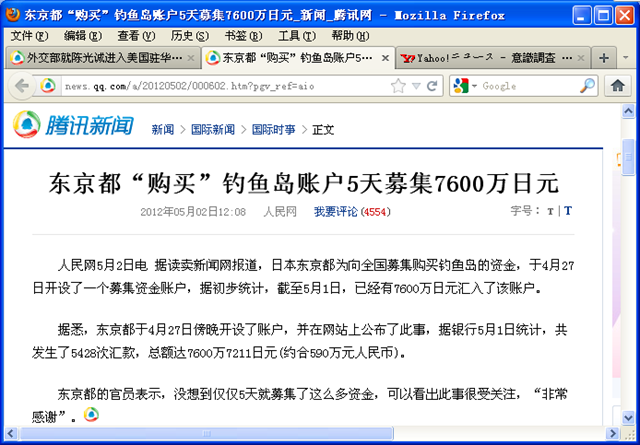 东京都“购买”钓鱼岛账户5天募集7600万日元_新闻_腾讯网 - Mozilla Firefox
文件(F) 编辑(E) 查看(V) 历史(S) 书签(B) 工具(T) 帮助(H)
外交部就陈光诚进入美国驻华... 东京都“购买”钓鱼岛账户5... Yahoo!ニュース - 意識調査 ...
news.qq.com/a/20120502/000602.htm?pgv_ref=aio Google
腾讯新闻 新闻 > 国际新闻 > 国际时事 > 正文
东京都“购买”钓鱼岛账户5天募集7600万日元
2012年05月02日12:08 人民网 我要评论(4554) 字号: T|T
人民网5月2日电 据读卖新闻网报道,日本东京都为向全国募集购买钓鱼岛的资金,于4月27
日开设了一个募集资金账户,据初步统计,截至5月1日,已经有7600万日元汇入了该账户。
据悉,东京都于4月27日傍晚开设了账户,并在网站上公布了此事,据银行5月1日统计,共
发生了5428次汇款,总额达7600万7211日元(约合590万元人民币)。
东京都的官员表示,没想到仅仅5天就募集了这么多资金,可以看出此事很受关注,“非常
感谢”。